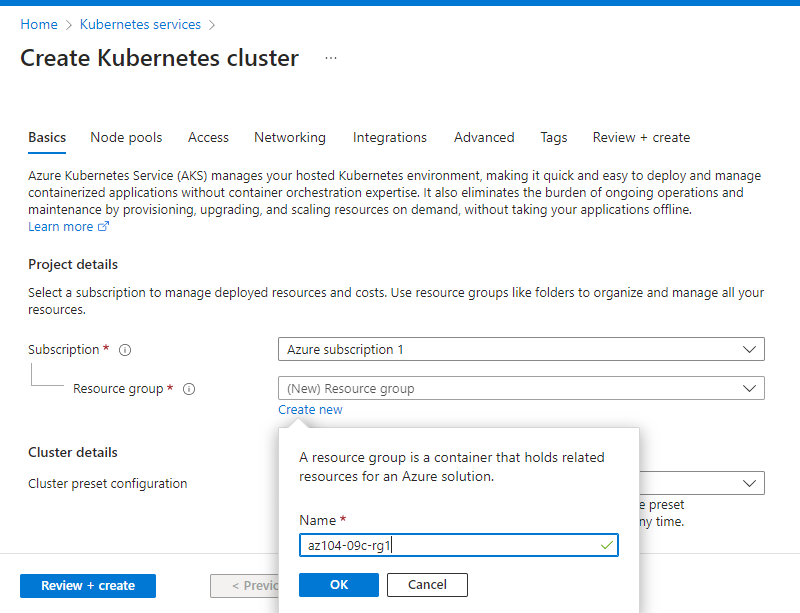 Home > Kubernetes services >
Create Kubernetes cluster ...
Basics Node pools Access Networking Integrations Advanced Tags Review + create
Azure Kubernetes Service (AKS) manages your hosted Kubernetes environment, making it quick and easy to deploy and manage
containerized applications without container orchestration expertise. It also eliminates the burden of ongoing operations and
maintenance by provisioning, upgrading, and scaling resources on demand, without taking your applications offline.
Learn more
Project details
Select a subscription to manage deployed resources and costs. Use resource groups like folders to organize and manage all your
resources.
Subscription * Azure subscription 1
Resource group * (New) Resource group
Create new
A resource group is a container that holds related
resources for an Azure solution.
Name *
az104-09c-rg1
OK Cancel
Cluster details
Cluster preset configuration
e preset
ny time.
Review + create < Previo